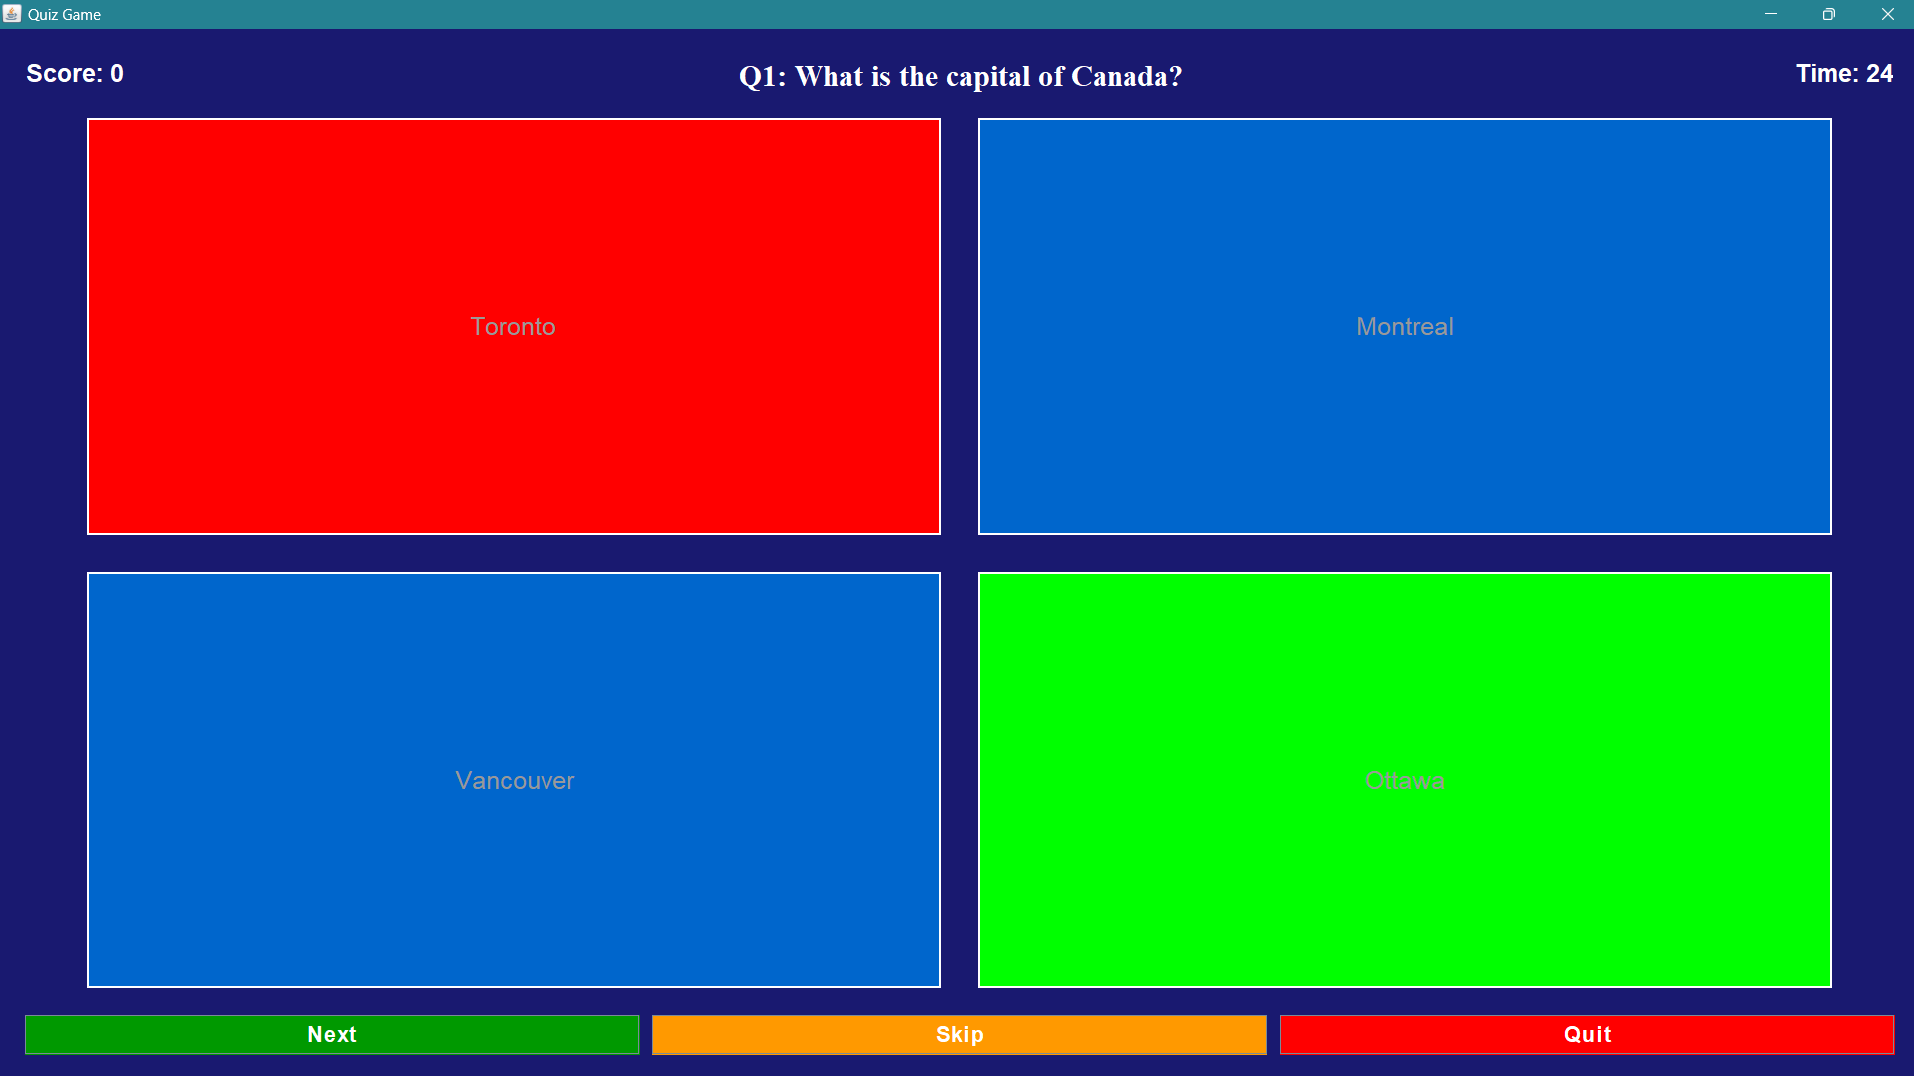 Quiz Game
Score: 0
Q1: What is the capital of Canada?
Time: 24
Toronto
Montreal
Vancouver
Ottawa
Next
Skip
Quit